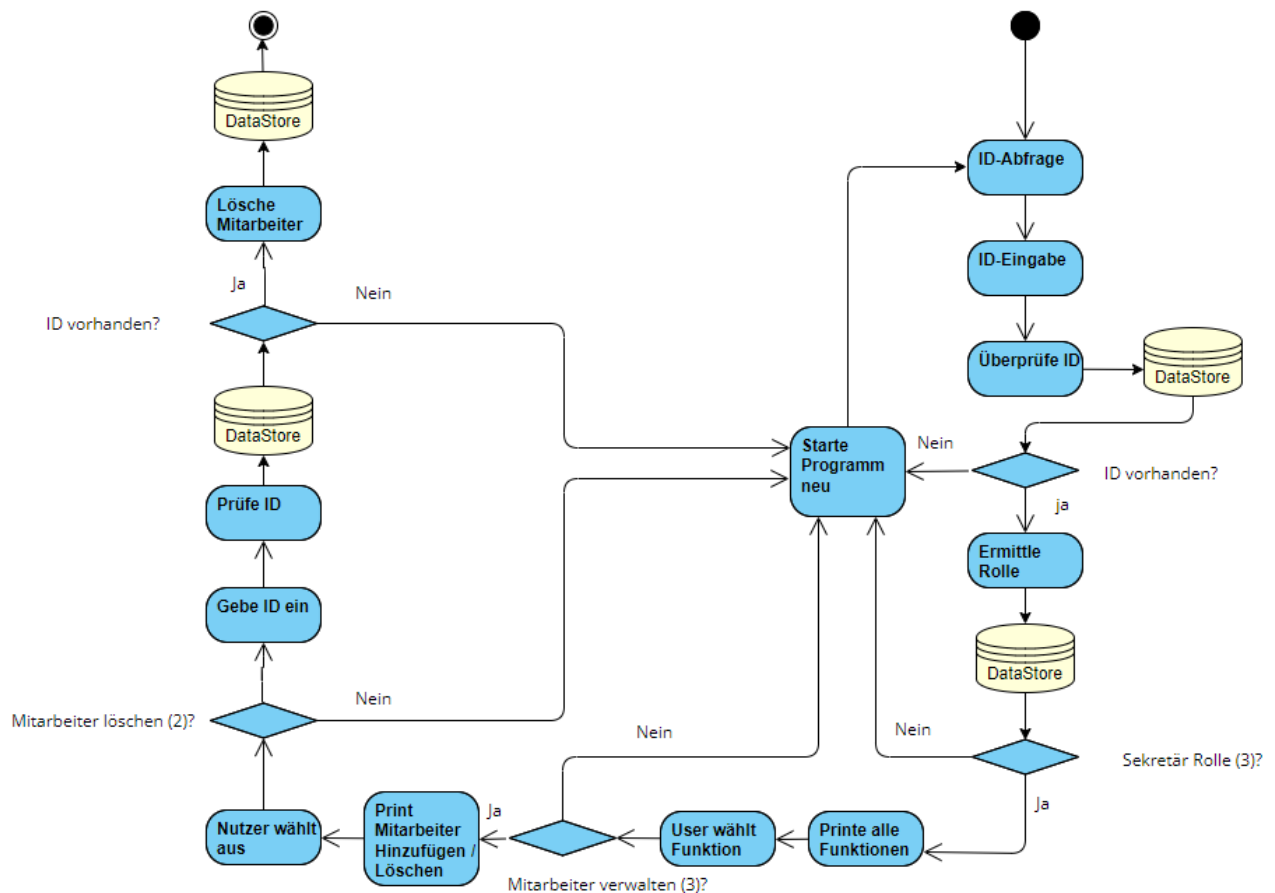 DataStore
ID-Abfrage
Lösche
Mitarbeiter
ID-Eingabe
Ja
Nein
ID vorhanden?
Überprüfe ID
DataStore
DataStore
Starte
Programm
neu
Nein
ID vorhanden?
Prüfe ID
ja
Ermittle
Rolle
Gebe ID ein
DataStore
Nein
Mitarbeiter löschen (2)?
Nein
Nein
Sekretär Rolle (3)?
Ja
Nutzer wählt
aus
Print
Mitarbeiter
Hinzufügen /
Löschen
Ja
User wählt
Funktion
Printe alle
Funktionen
Mitarbeiter verwalten (3)?